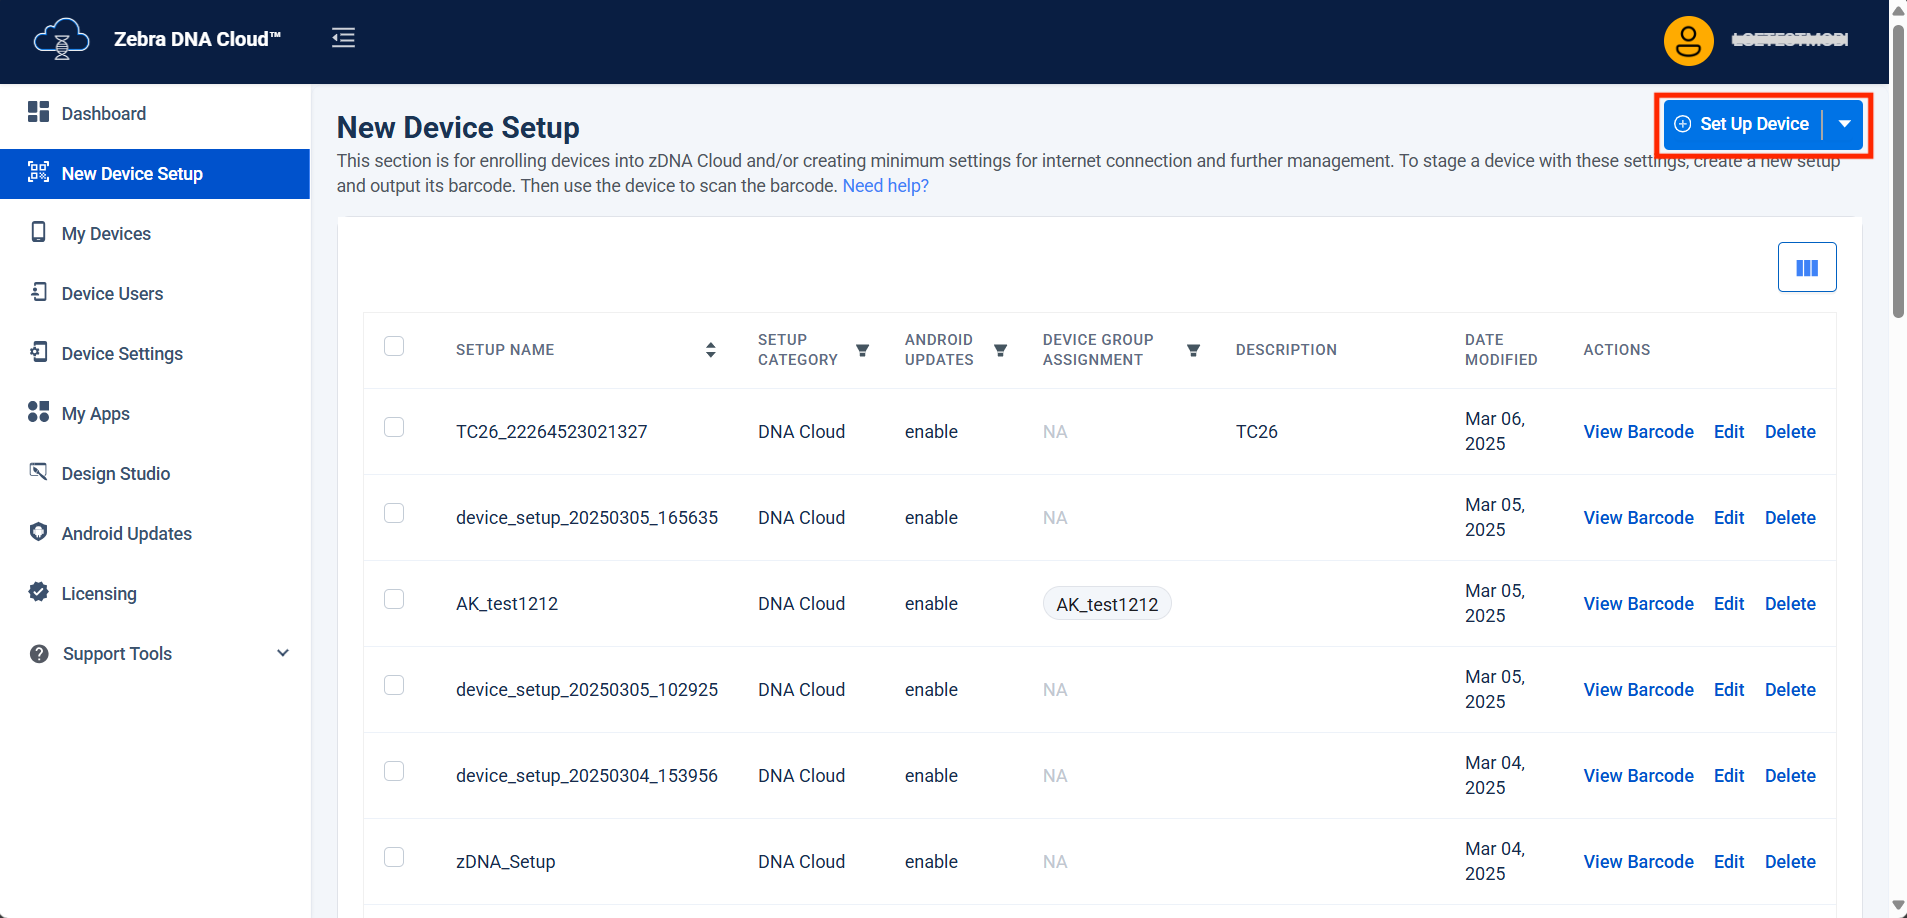 Zebra DNA Cloud™
Dashboard
New Device Setup
My Devices
Device Users
Device Settings
My Apps
Design Studio
Android Updates
Licensing
Support Tools
New Device Setup
Set Up Device
This section is for enrolling devices into zDNA Cloud and/or creating minimum settings for internet connection and further management. To stage a device with these settings, create a new setup
and output its barcode. Then use the device to scan the barcode. Need help?
SETUP NAME SETUP CATEGORY ANDROID UPDATES DEVICE GROUP ASSIGNMENT DESCRIPTION DATE MODIFIED ACTIONS
TC26_22264523021327 DNA Cloud enable NA TC26 Mar 06, 2025 View Barcode Edit Delete
device_setup_20250305_165635 DNA Cloud enable NA Mar 05, 2025 View Barcode Edit Delete
AK_test1212 DNA Cloud enable AK_test1212 Mar 05, 2025 View Barcode Edit Delete
device_setup_20250305_102925 DNA Cloud enable NA Mar 05, 2025 View Barcode Edit Delete
device_setup_20250304_153956 DNA Cloud enable NA Mar 04, 2025 View Barcode Edit Delete
zDNA_Setup DNA Cloud enable NA Mar 04, 2025 View Barcode Edit Delete